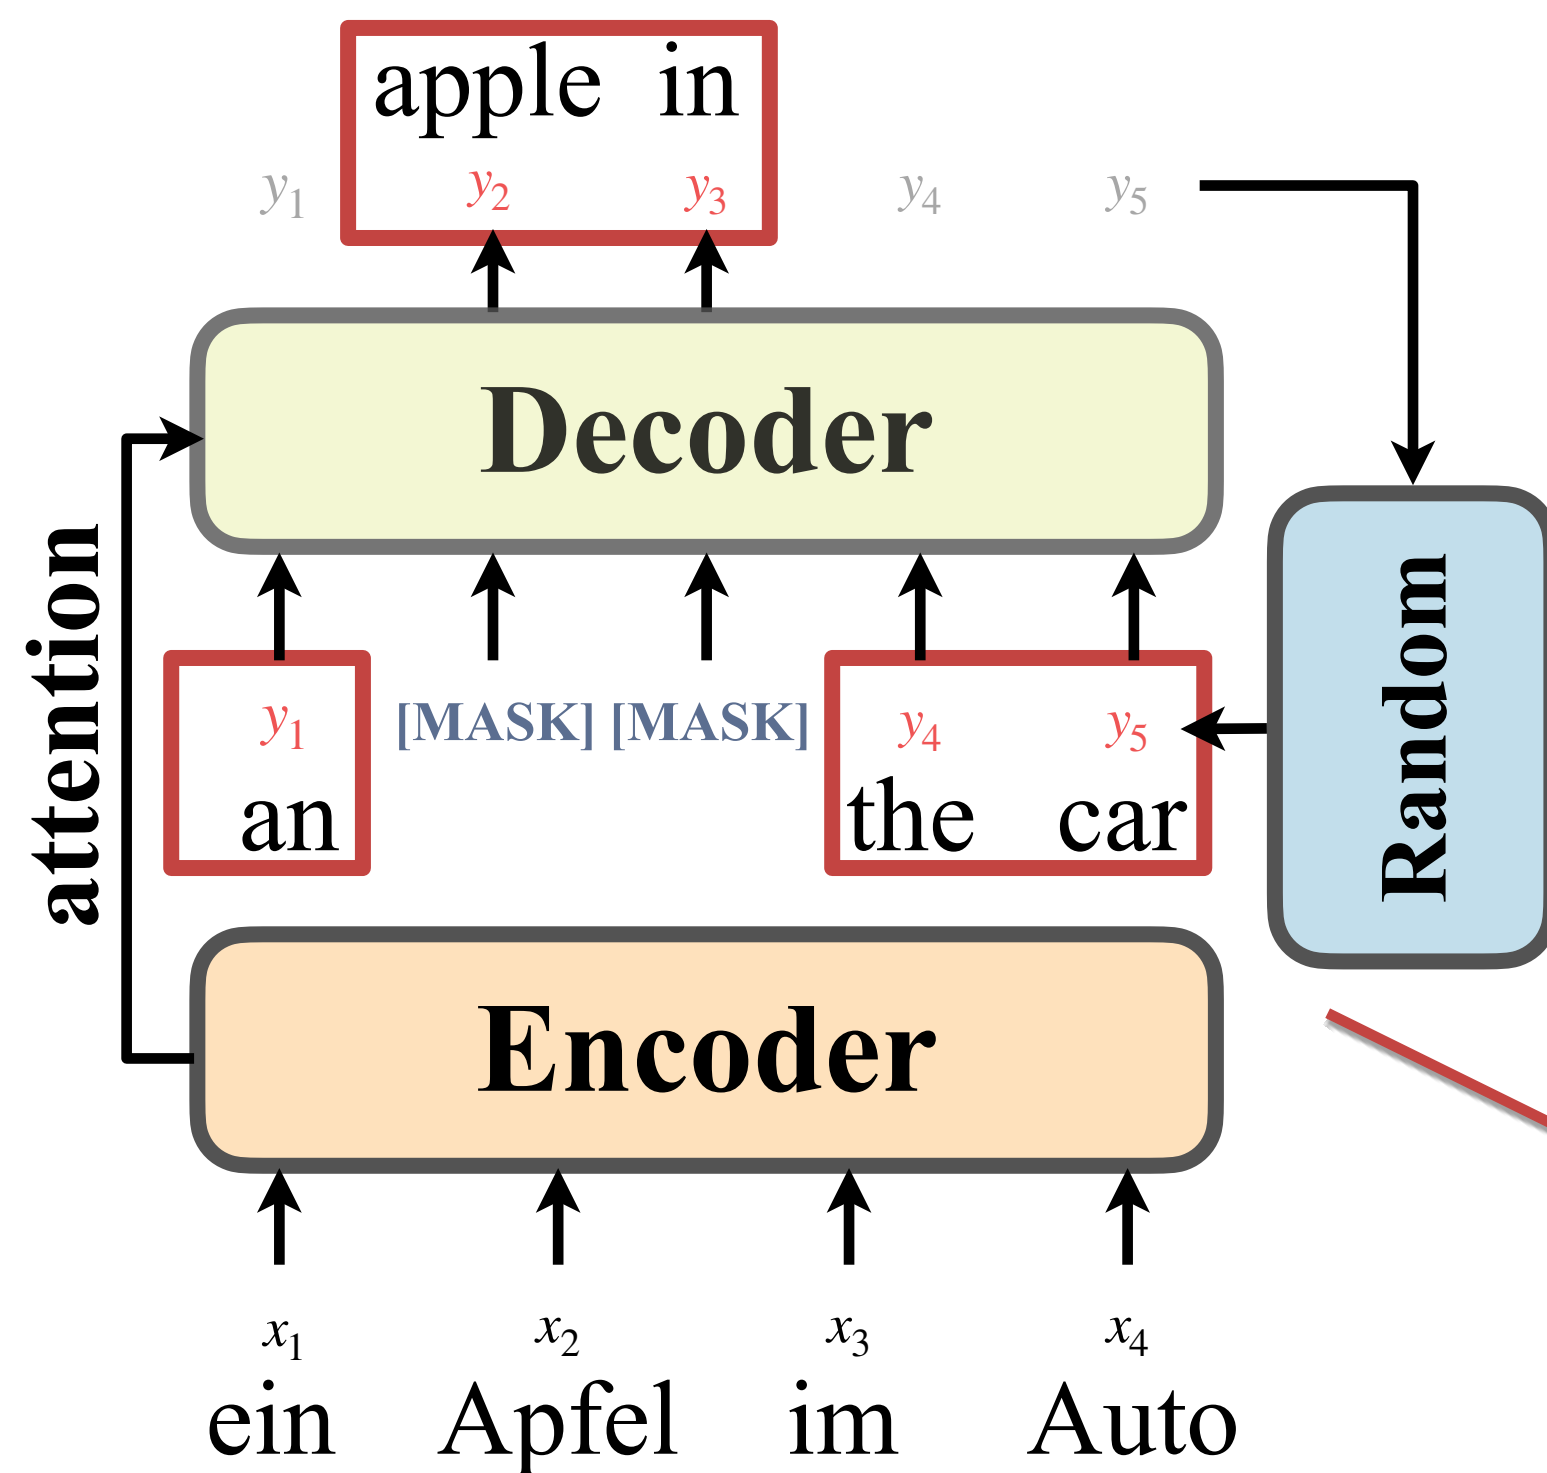 apple in
y1 y2 y3 y4 y5
Decoder
attention
Random
y1 [MASK] [MASK] y4 y5
an the car
Encoder
x1 x2 x3 x4
ein Apfel im Auto